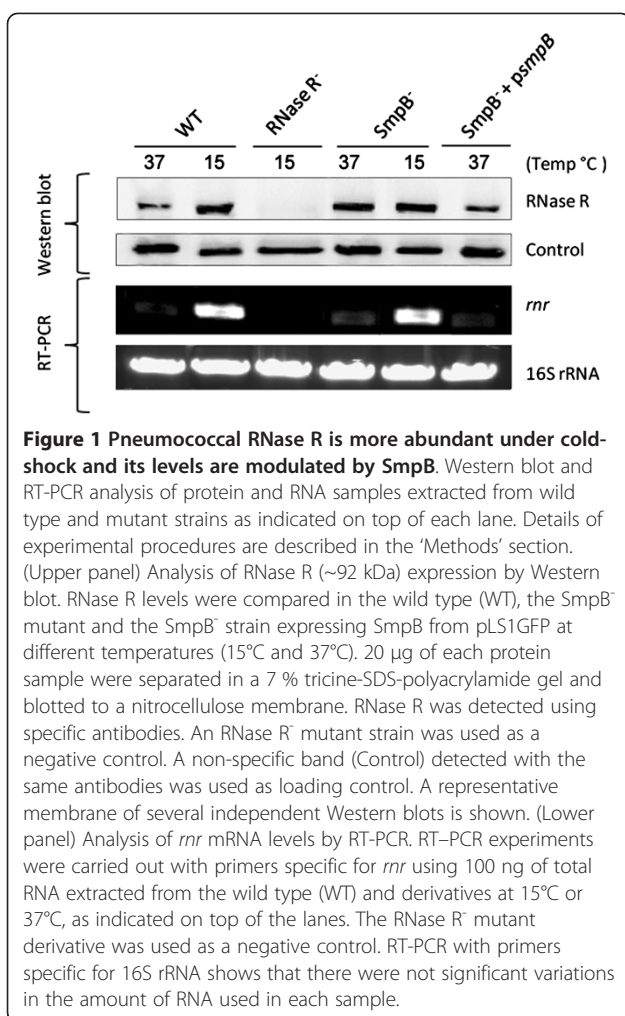 WT RNase R⁻ SmpB⁻ SmpB⁻ + psmpB
37 15 15 37 15 37 (Temp °C )
Western blot
RNase R
Control
RT-PCR
rnr
16S rRNA
Figure 1 Pneumococcal RNase R is more abundant under cold-
shock and its levels are modulated by SmpB. Western blot and
RT-PCR analysis of protein and RNA samples extracted from wild
type and mutant strains as indicated on top of each lane. Details of
experimental procedures are described in the ‘Methods’ section.
(Upper panel) Analysis of RNase R (~92 kDa) expression by Western
blot. RNase R levels were compared in the wild type (WT), the SmpB⁻
mutant and the SmpB⁻ strain expressing SmpB from pLS1GFP at
different temperatures (15°C and 37°C). 20 μg of each protein
sample were separated in a 7 % tricine-SDS-polyacrylamide gel and
blotted to a nitrocellulose membrane. RNase R was detected using
specific antibodies. An RNase R⁻ mutant strain was used as a
negative control. A non-specific band (Control) detected with the
same antibodies was used as loading control. A representative
membrane of several independent Western blots is shown. (Lower
panel) Analysis of rnr mRNA levels by RT-PCR. RT–PCR experiments
were carried out with primers specific for rnr using 100 ng of total
RNA extracted from the wild type (WT) and derivatives at 15°C or
37°C, as indicated on top of the lanes. The RNase R⁻ mutant
derivative was used as a negative control. RT-PCR with primers
specific for 16S rRNA shows that there were not significant variations
in the amount of RNA used in each sample.